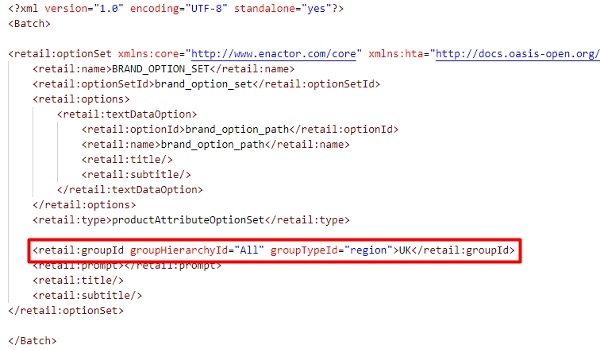 <?xml version="1.0" encoding="UTF-8" standalone="yes"?>
<Batch>
<retail:optionSet xmlns:core="http://www.enactor.com/core" xmlns:hta="http://docs.oasis-open.org/
<retail:name>BRAND_OPTION_SET</retail:name>
<retail:optionSetId>brand_option_set</retail:optionSetId>
<retail:options>
<retail:textDataOption>
<retail:optionId>brand_option_path</retail:optionId>
<retail:name>brand_option_path</retail:name>
<retail:title/>
<retail:subtitle/>
</retail:textDataOption>
</retail:options>
<retail:type>productAttributeOptionSet</retail:type>
<retail:groupId groupHierarchyId="All" groupTypeId="region">UK</retail:groupId>
<retail:prompt></retail:prompt>
<retail:title/>
<retail:subtitle/>
</retail:optionSet>
</Batch>